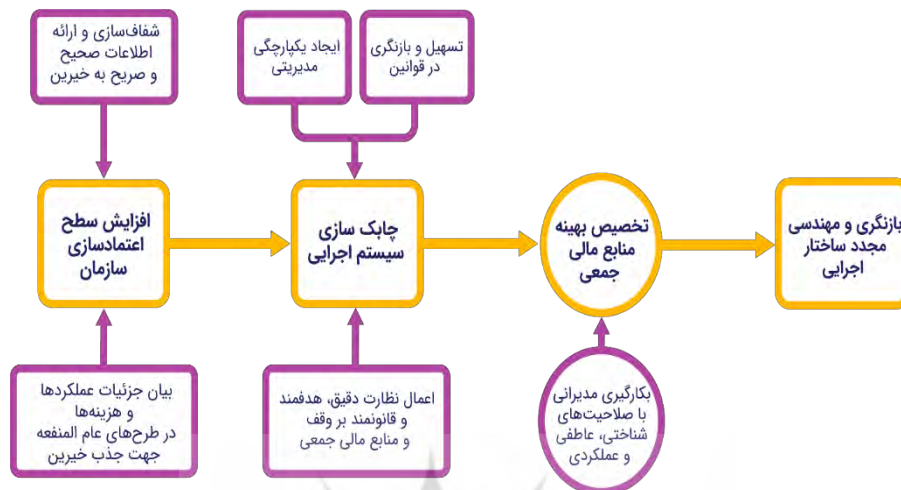 شفاف‌سازی و ارائه
اطلاعات صحیح
و صریح به خیرین
ایجاد یکپارچگی
مدیریتی
تسهیل و بازنگری
در قوانین
افزایش سطح
اعتمادسازی
سازمان
چابک سازی
سیستم اجرایی
تخصیص بهینه
منابع مالی
جمعی
بازنگری و مهندسی
مجدد ساختار
اجرایی
بیان جزئیات عملکردها
و هزینه‌ها
در طرح‌های عام المنفعه
جهت جذب خیرین
اعمال نظارت دقیق، هدفمند
و قانونمند بر وقف
و منابع مالی جمعی
بکارگیری مدیرانی
با صلاحیت‌های
شناختی، عاطفی
و عملکردی